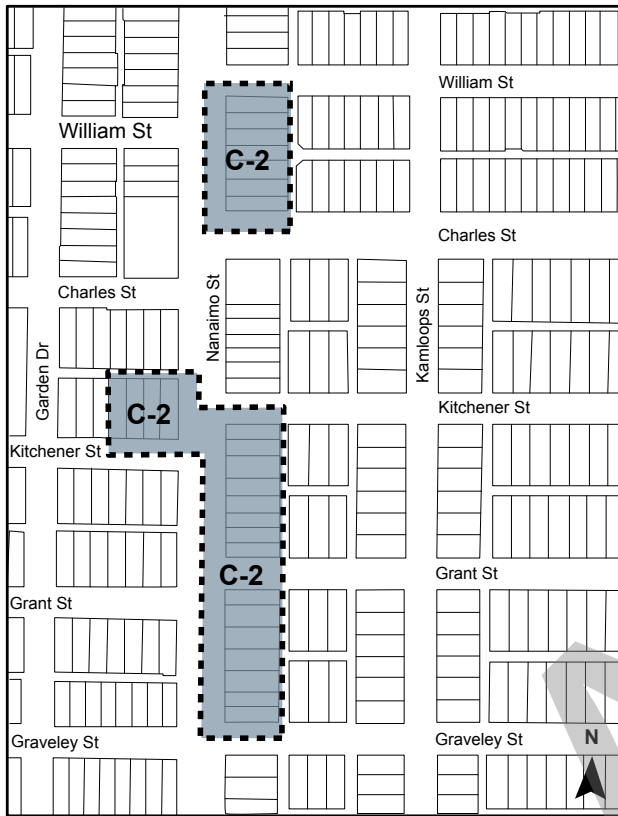 William St
William St
C-2
Charles St
Charles St
Nanaimo St
Kamloops St
Garden Dr
C-2
Kitchener St
Kitchener St
C-2
Grant St
Grant St
Graveley St
Graveley St
N